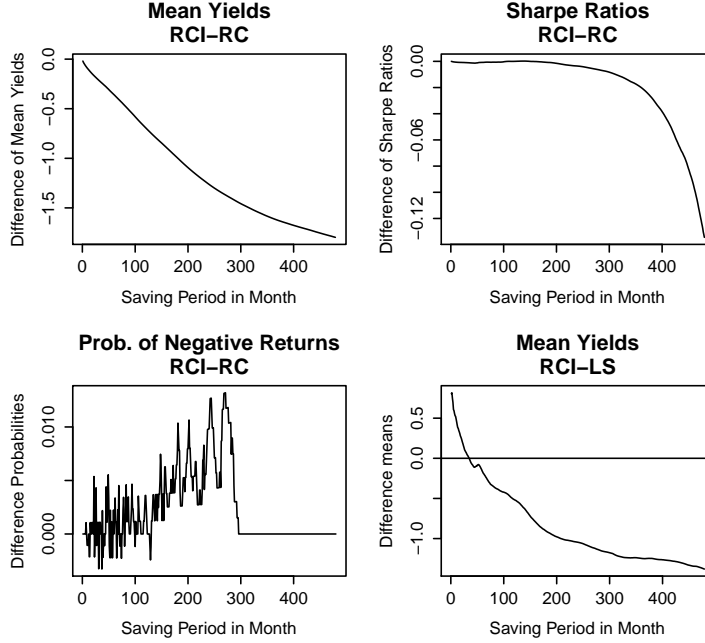 Mean Yields
RCI−RC
Difference of Mean Yields
0.0
−0.5
−1.0
−1.5
0 100 200 300 400
Saving Period in Month
Sharpe Ratios
RCI−RC
Difference of Sharpe Ratios
0.00
−0.06
−0.12
0 100 200 300 400
Saving Period in Month
Prob. of Negative Returns
RCI−RC
Difference Probabilities
0.010
0.000
0 100 200 300 400
Saving Period in Month
Mean Yields
RCI−LS
Difference means
0.5
0.0
−1.0
0 100 200 300 400
Saving Period in Month